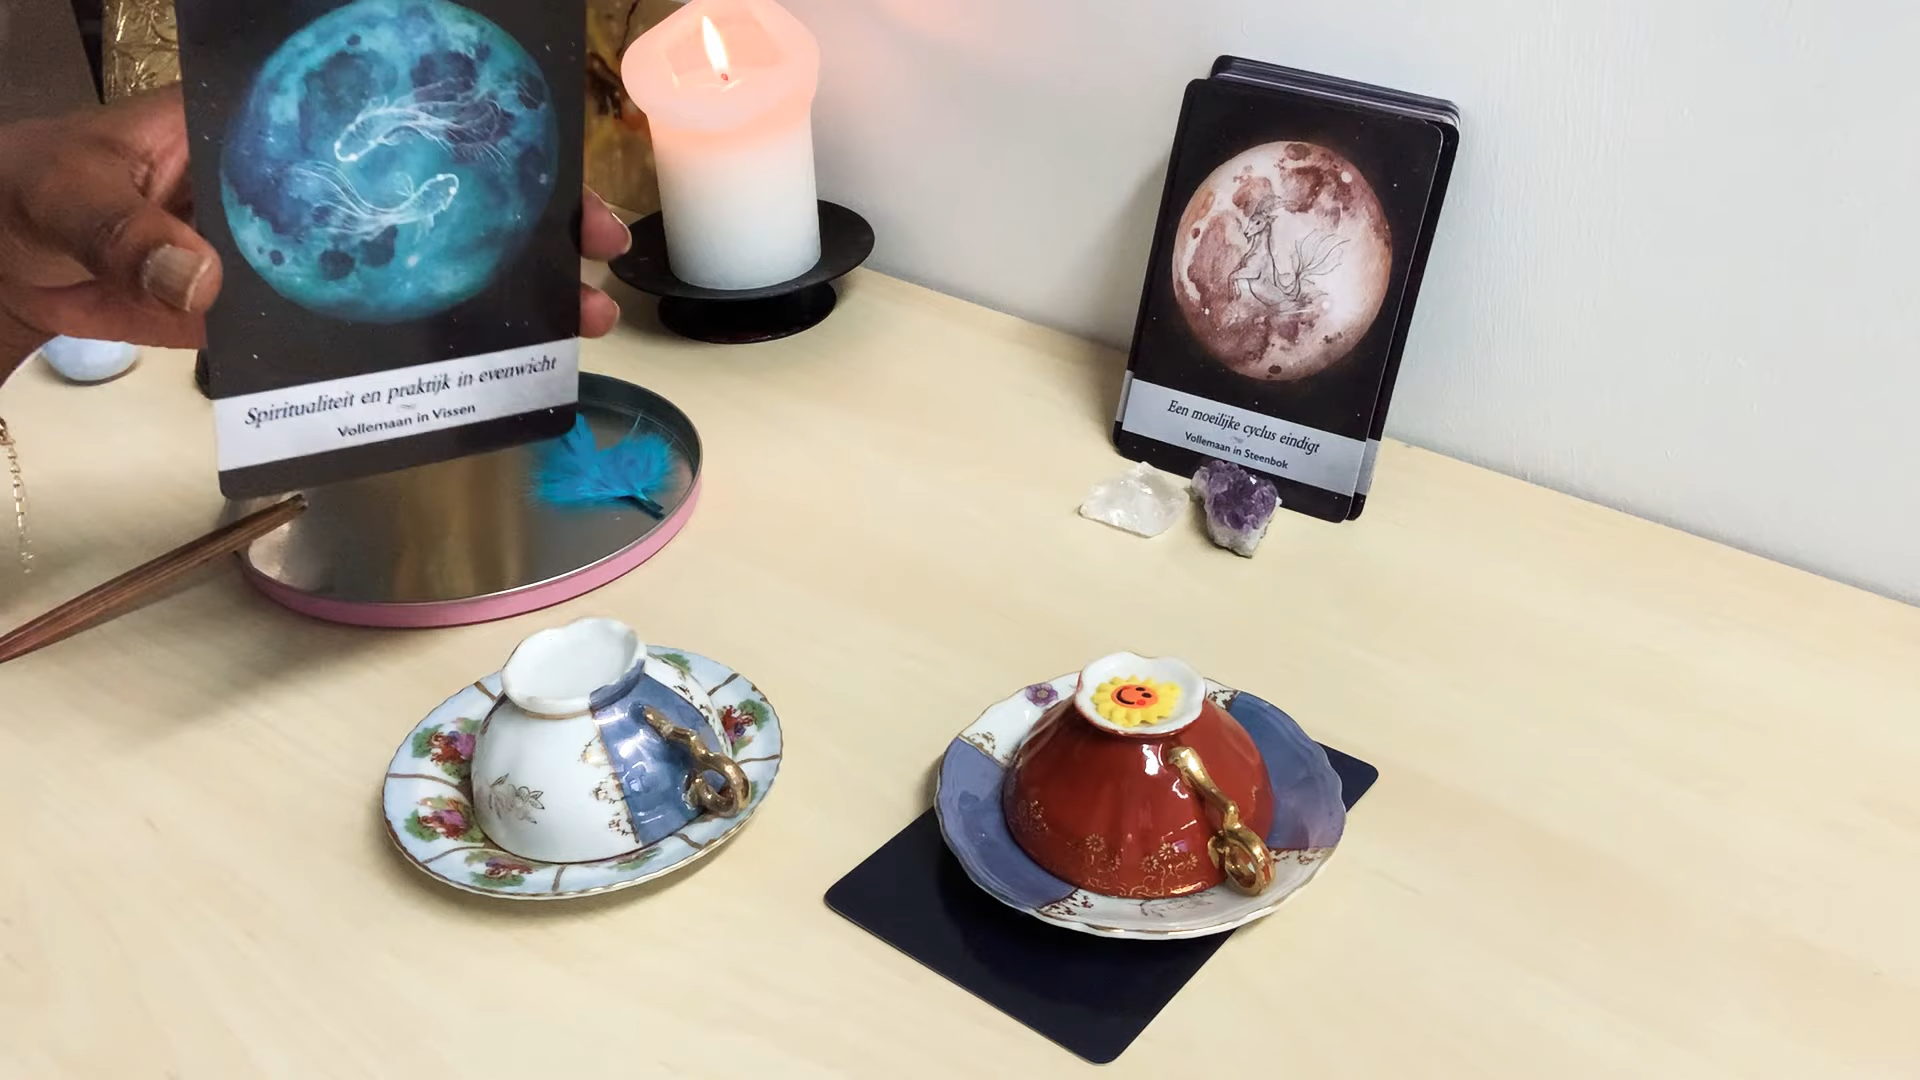 Spiritualiteit en praktijk in evenwicht
Vollemaan in Vissen
Een moeilijke cyclus eindigt
Vollemaan in Steenbok